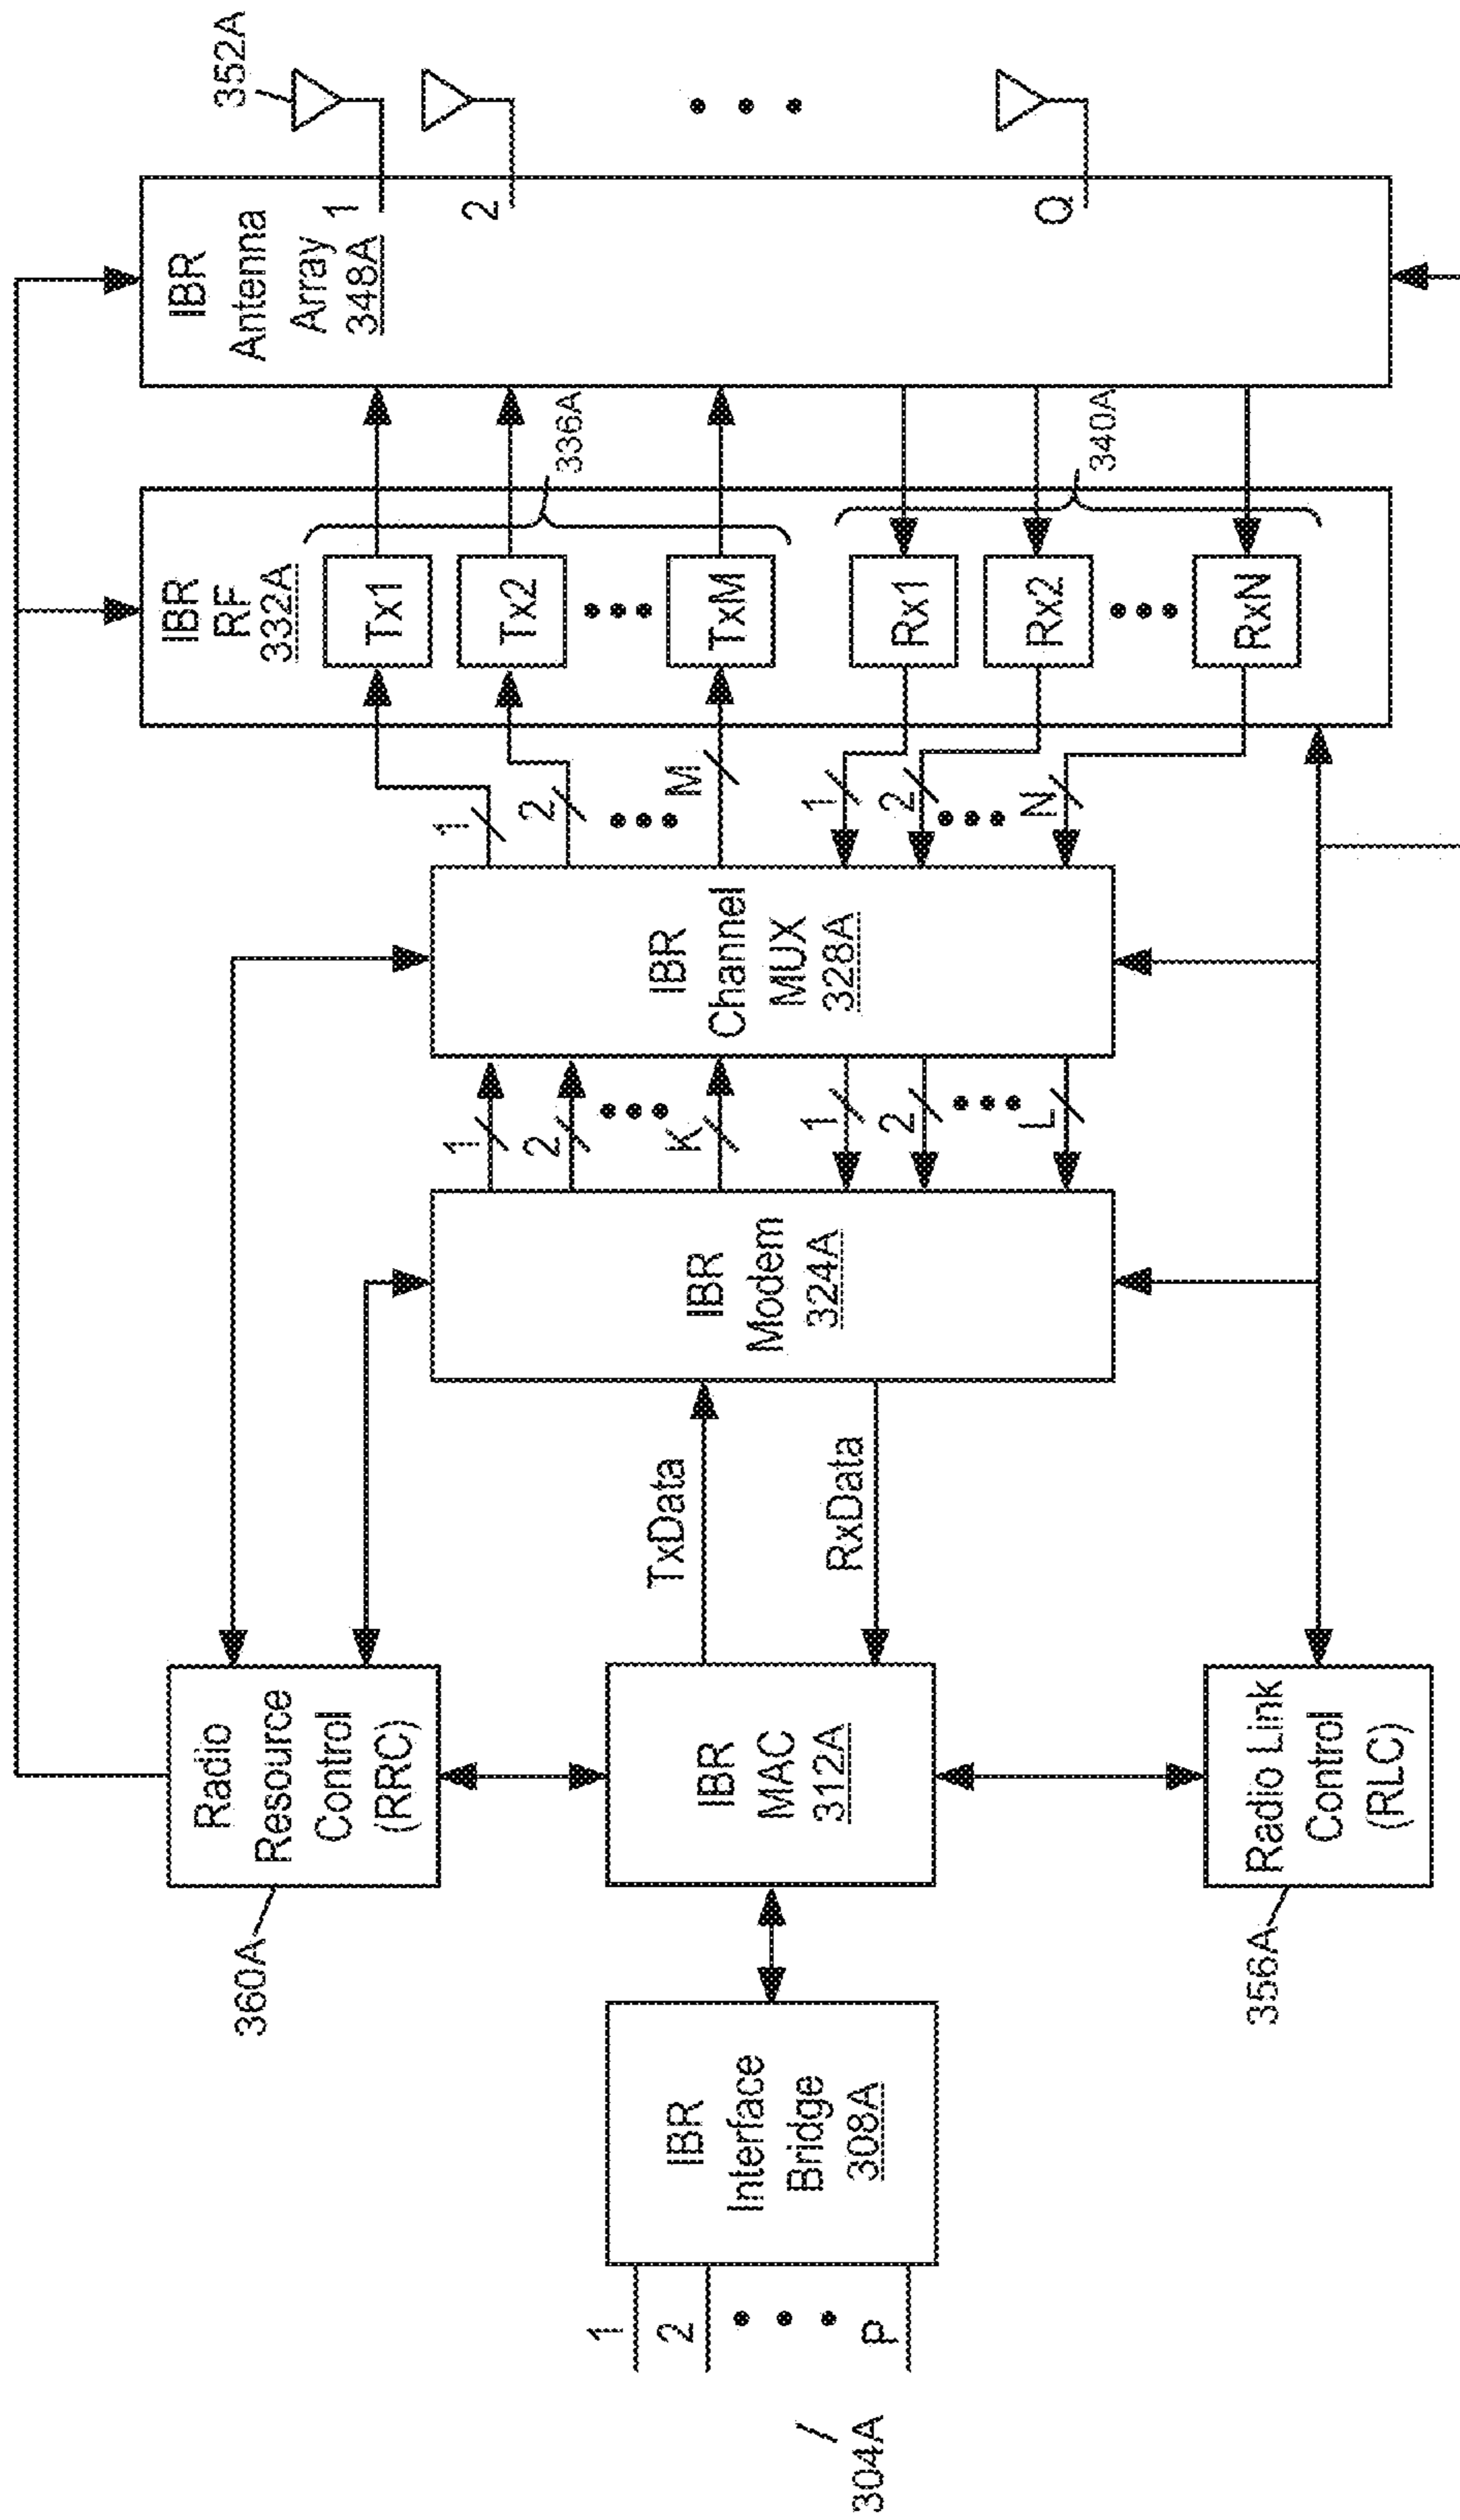 304A
1
2
P
IBR
Interface
Bridge
308A
360A
Radio
Resource
Control
(RRC)
IBR
MAC
312A
356A
Radio Link
Control
(RLC)
TxData
RxData
IBR
Modem
324A
1
2
K
1
2
L
IBR
Channel
MUX
328A
1
2
M
1
2
N
IBR
RF
332A
Tx1
Tx2
TxM
Rx1
Rx2
RxN
336A
340A
IBR
Antenna
Array
348A
1
2
Q
352A